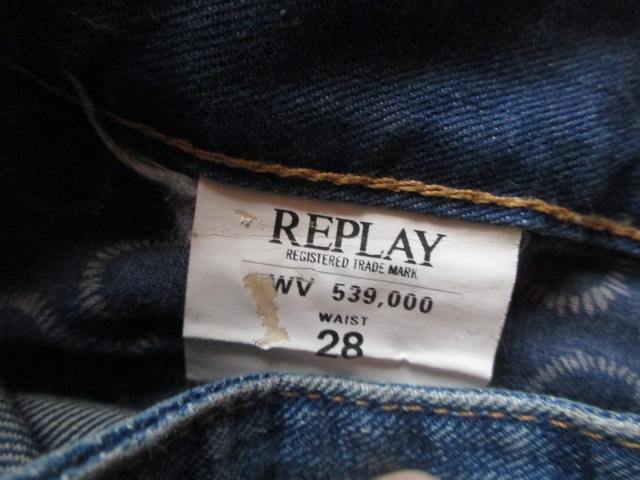 REPLAY
REGISTERED TRADE MARK
WV 539,000
WAIST
28